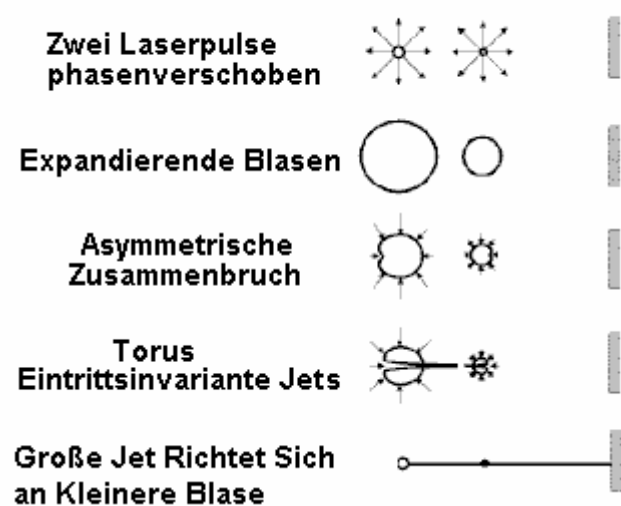 Zwei Laserpulse
phasenverschoben
Expandierende Blasen
Asymmetrische
Zusammenbruch
Torus
Eintrittsinvariante Jets
Große Jet Richtet Sich
an Kleinere Blase